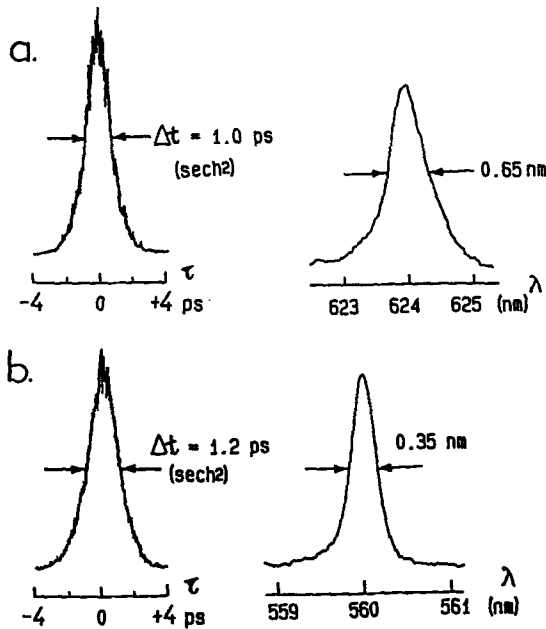 a.
Δt = 1.0 ps
(sech2)
0.65 nm
τ
λ
-4 0 +4 ps
623 624 625 (nm)
b.
Δt = 1.2 ps
(sech2)
0.35 nm
τ
λ
-4 0 +4 ps
559 560 561 (nm)